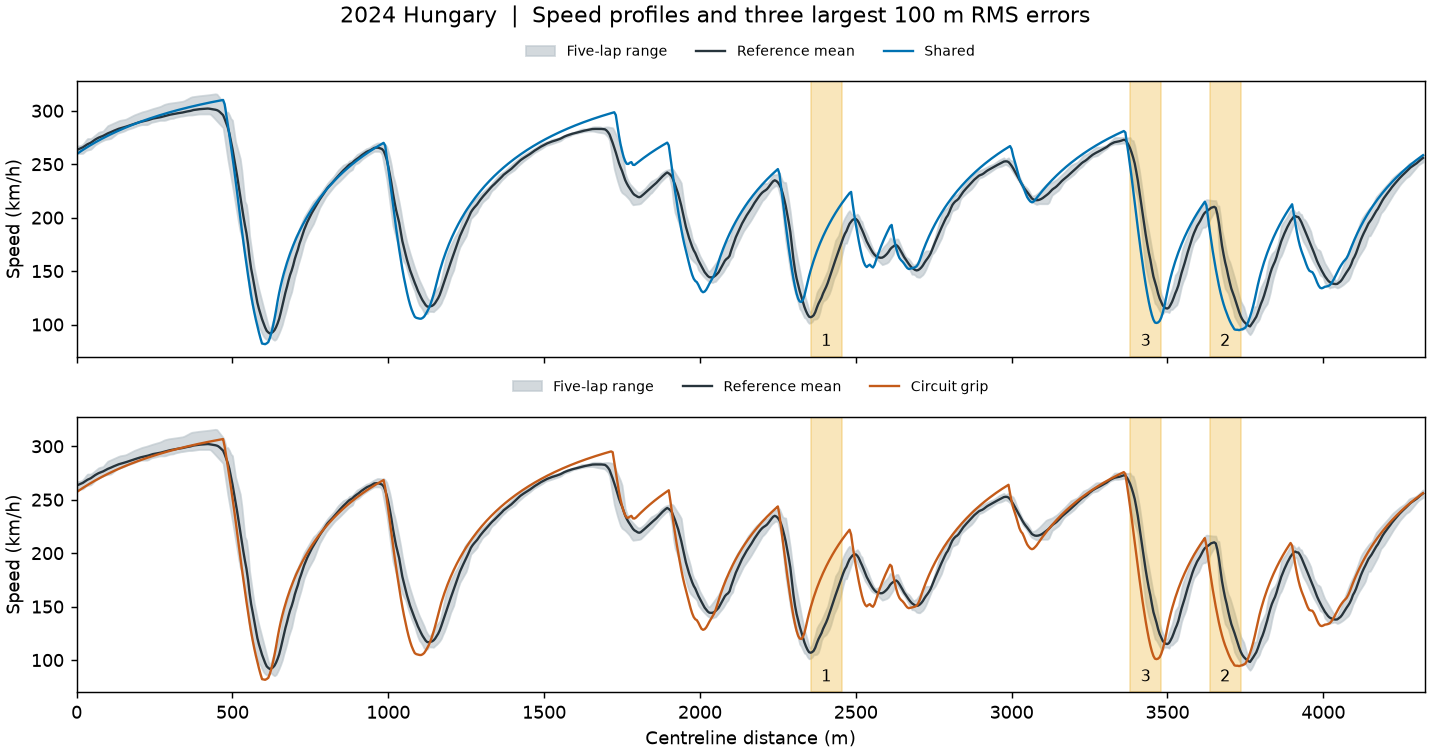 2024 Hungary | Speed profiles and three largest 100 m RMS errors
Five-lap range Reference mean Shared
300
250
200
150
100
Speed (km/h)
1 3 2
Five-lap range Reference mean Circuit grip
300
250
200
150
100
Speed (km/h)
1 3 2
0 500 1000 1500 2000 2500 3000 3500 4000
Centreline distance (m)